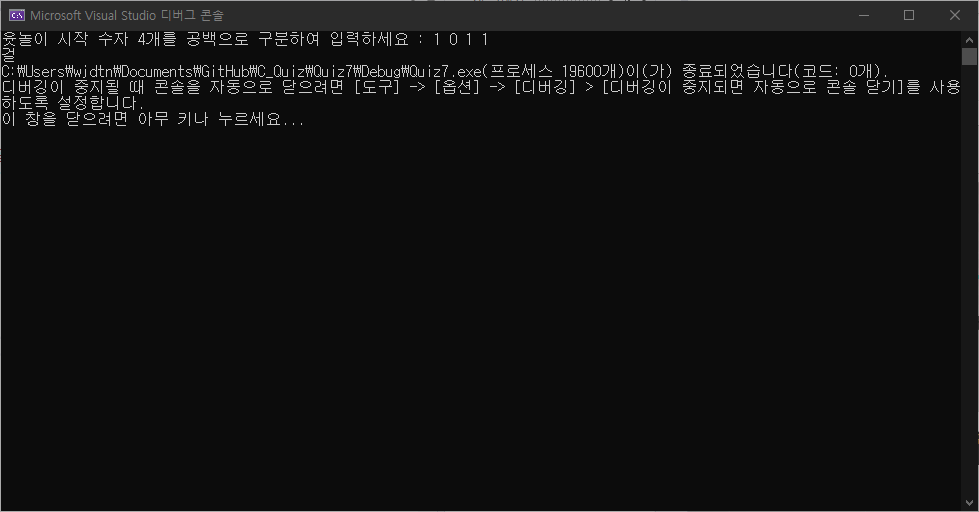 Microsoft Visual Studio 디버그 콘솔
윷놀이 시작 수자 4개를 공백으로 구분하여 입력하세요 : 1 0 1 1
걸
C:\Users\wjdtn\Documents\GitHub\C_Quiz\Quiz7\Debug\Quiz7.exe(프로세스 19600개)이(가) 종료되었습니다(코드: 0개).
디버깅이 중지될 때 콘솔을 자동으로 닫으려면 [도구] -> [옵션] -> [디버깅] > [디버깅이 중지되면 자동으로 콘솔 닫기]를 사용
하도록 설정합니다.
이 창을 닫으려면 아무 키나 누르세요...